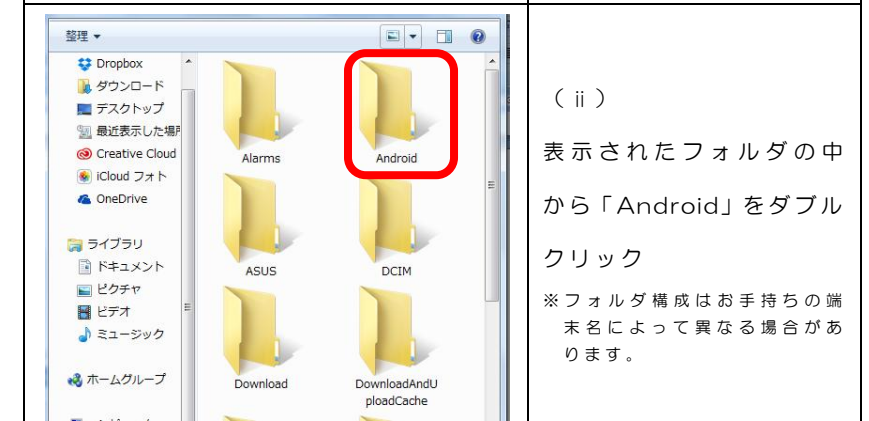 整理
Dropbox
ダウンロード
デスクトップ
最近表示した場所
Creative Cloud
iCloud フォト
OneDrive
ライブラリ
ドキュメント
ピクチャ
ビデオ
ミュージック
ホームグループ
Alarms
Android
ASUS
DCIM
Download
DownloadAndU
ploadCache
（ⅱ）
表示されたフォルダの中
から「Android」をダブル
クリック
※フォルダ構成はお手持ちの端
末名によって異なる場合があ
ります。